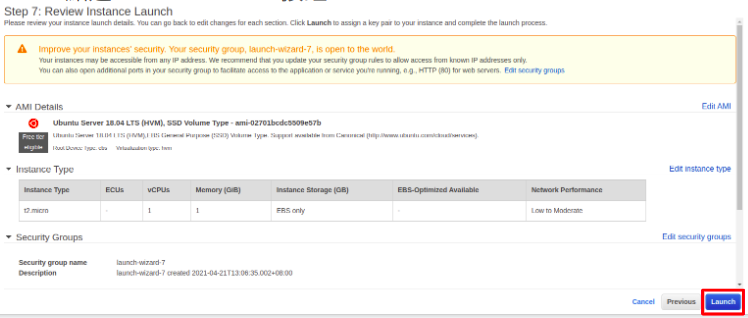 Step 7: Review Instance Launch
Please review your instance launch details. You can go back to edit changes for each section. Click Launch to assign a key pair to your instance and complete the launch process.
Improve your instances' security. Your security group, launch-wizard-7, is open to the world.
Your instances may be accessible from any IP address. We recommend that you update your security group rules to allow access from known IP addresses only.
You can also open additional ports in your security group to facilitate access to the application or service you're running, e.g., HTTP (80) for web servers. Edit security groups
AMI Details Edit AMI
Ubuntu Server 18.04 LTS (HVM), SSD Volume Type - ami-02701bcdc5509e57b
Free tier eligible
Ubuntu Server 18.04 LTS (HVM),EBS General Purpose (SSD) Volume Type. Support available from Canonical (http://www.ubuntu.com/cloud/services).
Root Device Type: ebs Virtualization type: hvm
Instance Type Edit instance type
Instance Type ECUs vCPUs Memory (GiB) Instance Storage (GB) EBS-Optimized Available Network Performance
t2.micro - 1 1 EBS only - Low to Moderate
Security Groups Edit security groups
Security group name launch-wizard-7
Description launch-wizard-7 created 2021-04-21T13:06:35.002+08:00
Cancel Previous Launch